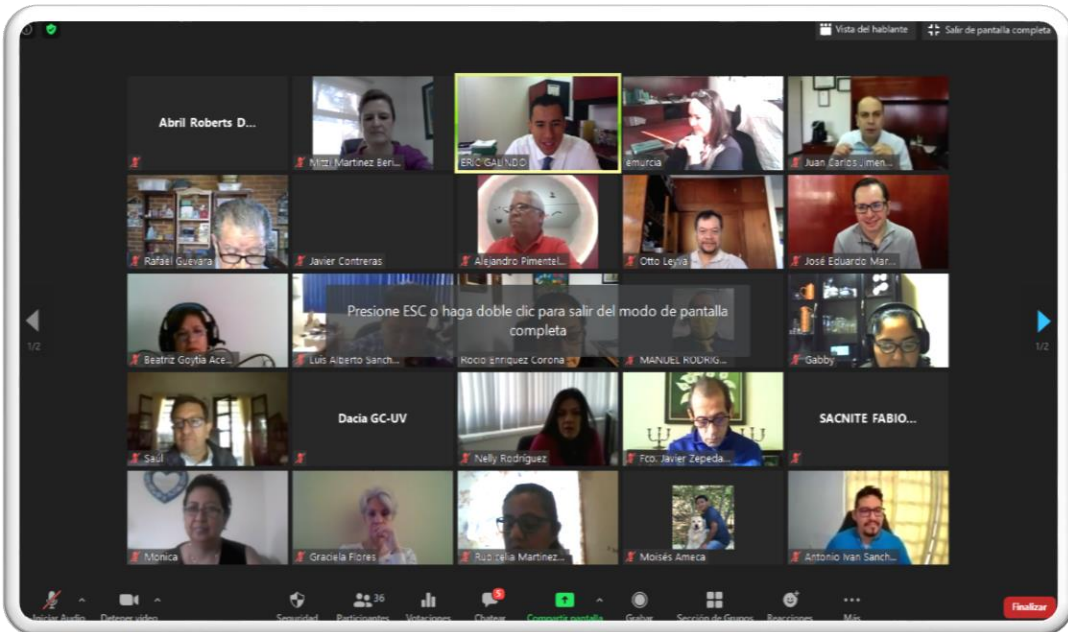 Vista del hablante
Salir de pantalla completa
Abril Roberts D...
Mitzi Martinez Beri...
ERIC GALINDO
emurcia
Juan Carlos Jimen...
Rafael Guevara
Javier Contreras
Alejandro Pimentel...
Otto Leyva
José Eduardo Mar...
Presione ESC o haga doble clic para salir del modo de pantalla
completa
Beatriz Goytia Ace...
Luis Alberto Sanch...
Rocio Enriquez Corona
MANUEL RODRIG...
Gabby
1/2
1/2
Saúl
Dacia GC-UV
Nelly Rodríguez
Fco. Javier Zepeda...
SACNITE FABIO...
Monica
Graciela Flores
Rubicelia Martinez...
Moisés Ameca
Antonio Ivan Sanch...
Iniciar Audio
Detener video
Seguridad
36
Participantes
Votaciones
5
Chatear
Compartir pantalla
Grabar
Sección de Grupos
Reacciones
Más
Finalizar